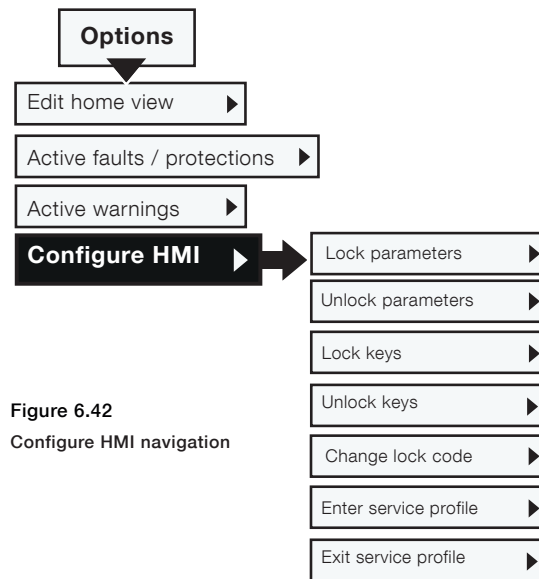 Options
Edit home view
Active faults / protections
Active warnings
Configure HMI
Lock parameters
Unlock parameters
Lock keys
Unlock keys
Change lock code
Enter service profile
Exit service profile
Figure 6.42
Configure HMI navigation